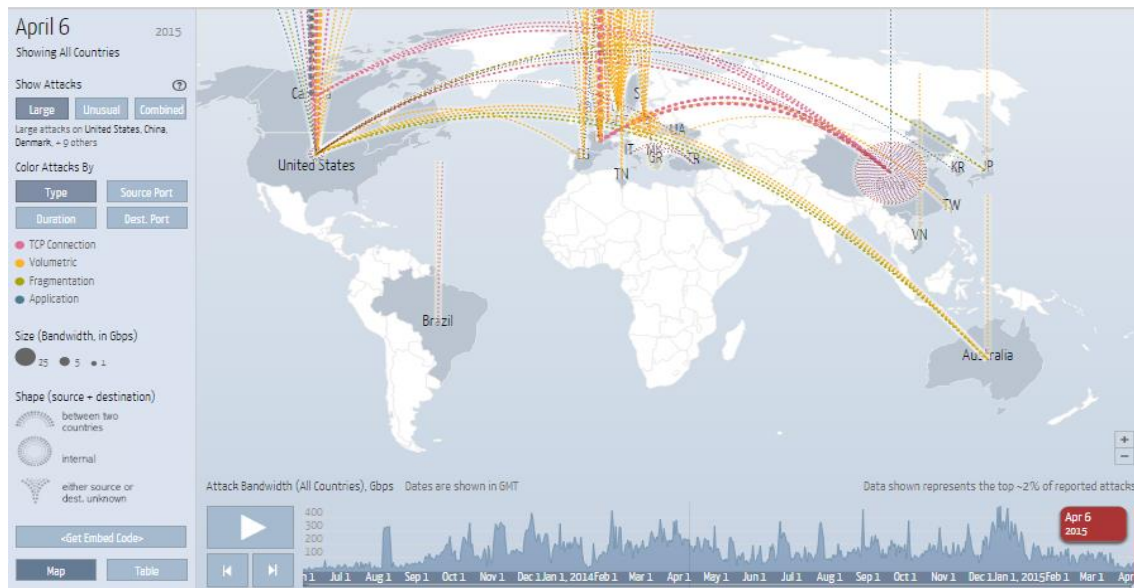 April 6
2015
Showing All Countries
Show Attacks
?
Large
Unusual
Combined
Large attacks on United States, China,
Denmark, + 9 others
Color Attacks By
Type
Source Port
Duration
Dest. Port
TCP Connection
Volumetric
Fragmentation
Application
Size (Bandwidth, in Gbps)
25
5
1
Shape (source + destination)
between two
countries
internal
either source or
dest. unknown
<Get Embed Code>
Map
Table
United States
Brazil
IT
UA
GR
TN
KR
JP
TW
VN
Australia
+
−
Attack Bandwidth (All Countries), Gbps
Dates are shown in GMT
Data shown represents the top ~2% of reported attacks
400
300
200
100
Apr 6
2015
1 Jul 1 Aug 1 Sep 1 Oct 1 Nov 1 Dec 1 Jan 1, 2014 Feb 1 Mar 1 Apr 1 May 1 Jun 1 Jul 1 Aug 1 Sep 1 Oct 1 Nov 1 Dec 1 Jan 1, 2015 Feb 1 Mar 1